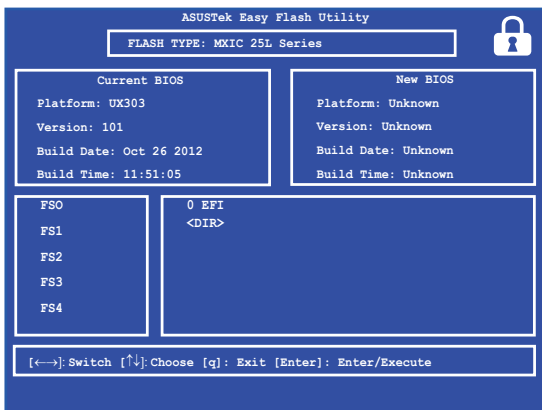 ASUSTek Easy Flash Utility
FLASH TYPE: MXIC 25L Series
Current BIOS
Platform: UX303
Version: 101
Build Date: Oct 26 2012
Build Time: 11:51:05
New BIOS
Platform: Unknown
Version: Unknown
Build Date: Unknown
Build Time: Unknown
FSO
FS1
FS2
FS3
FS4
0 EFI
<DIR>
[←→]: Switch [↑↓]: Choose [q]: Exit [Enter]: Enter/Execute